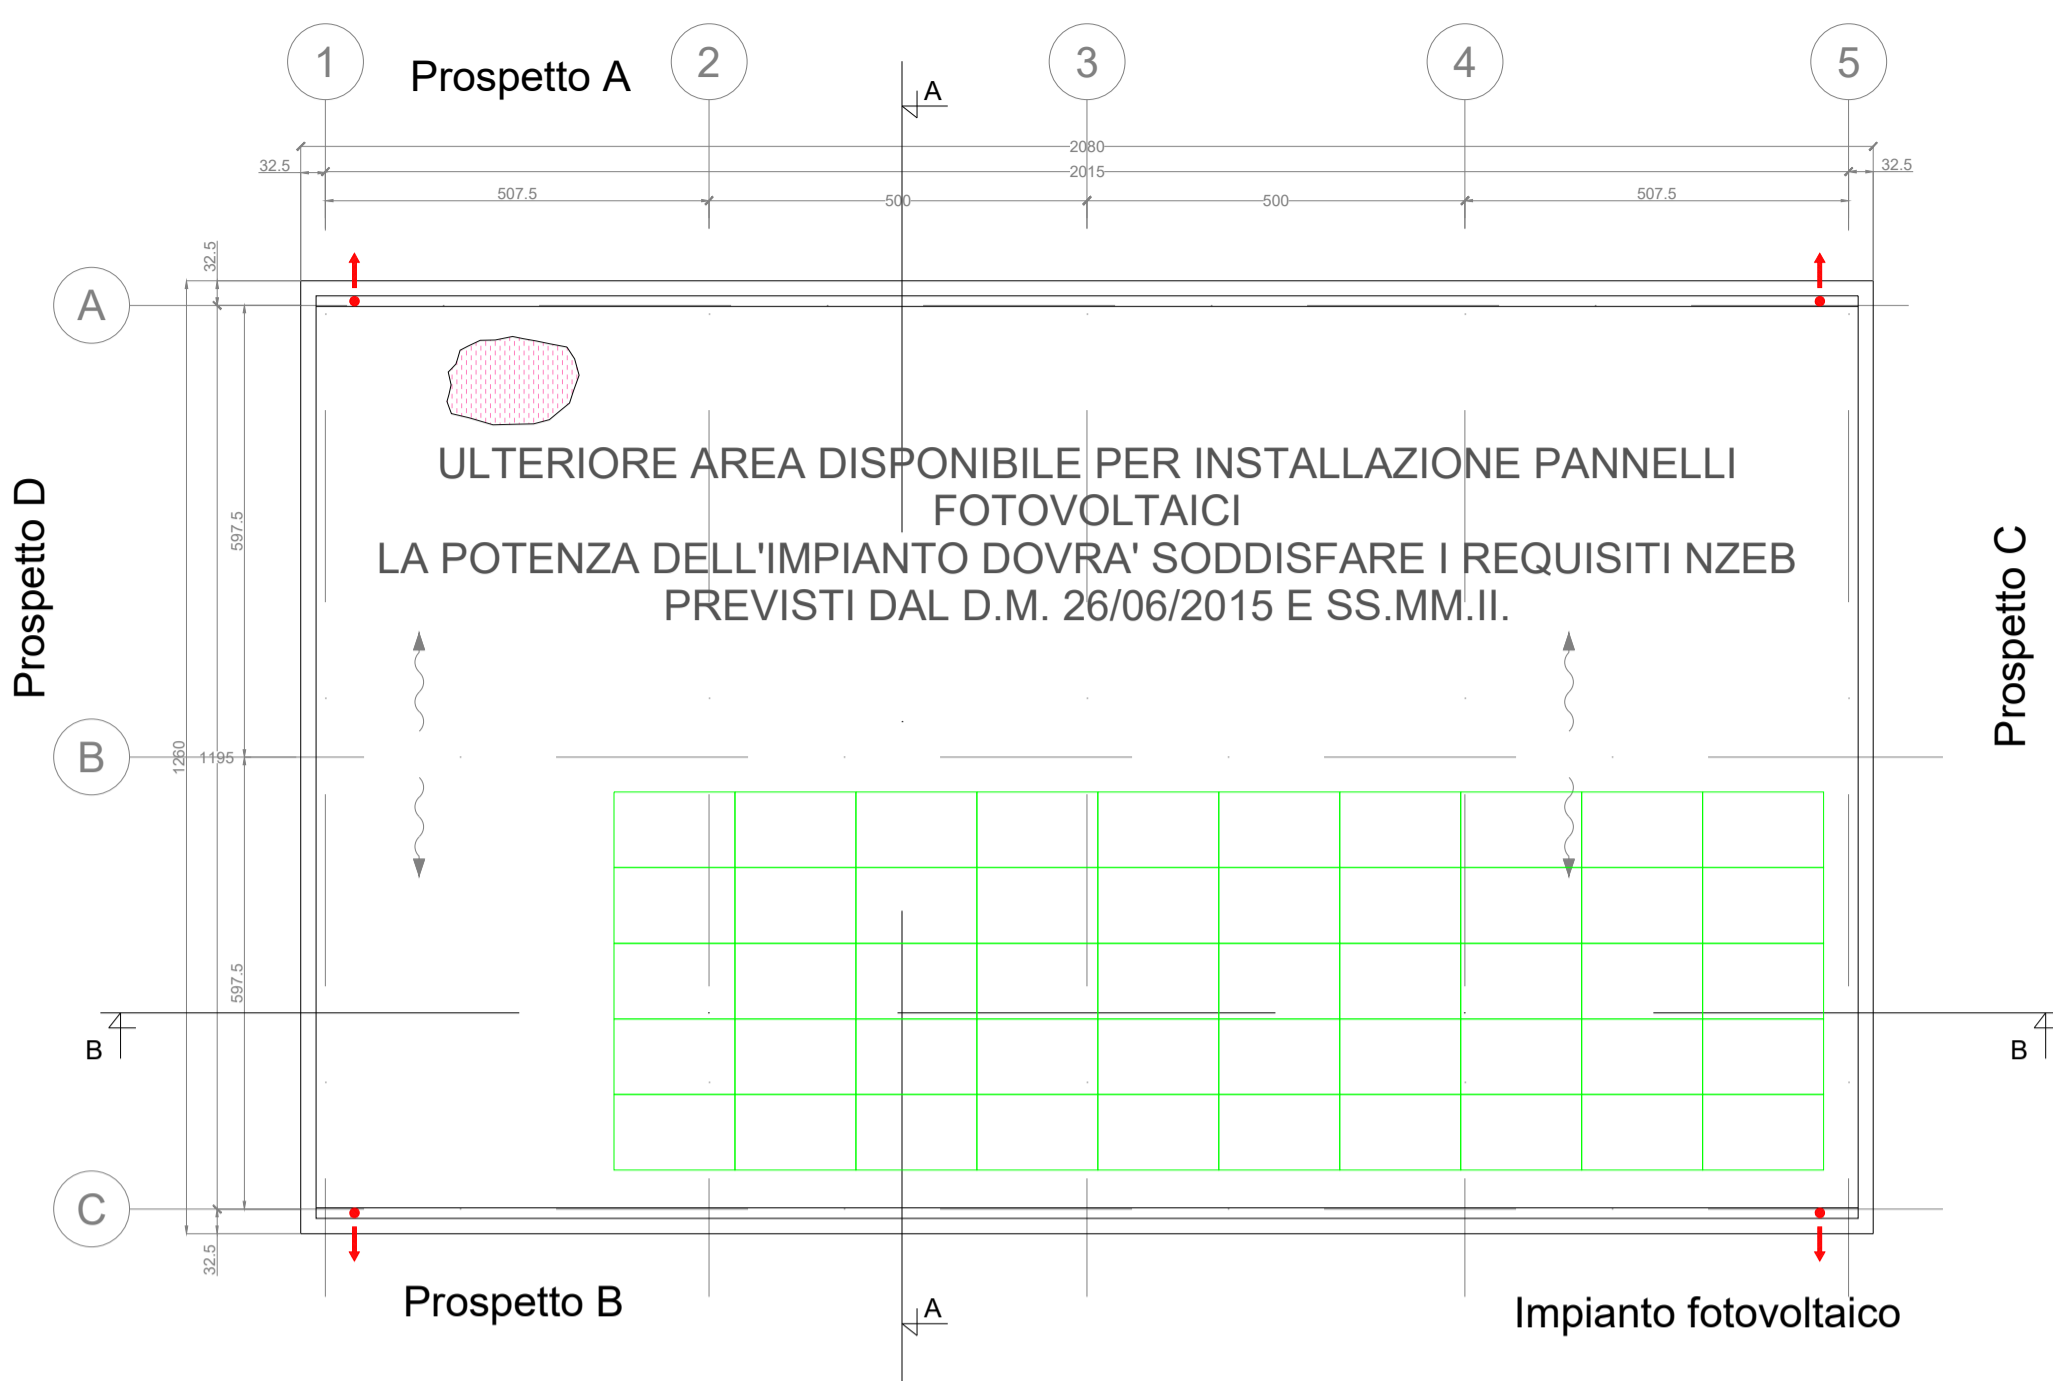 1
2
3
4
5
Prospetto A
A
2080
32.5
2015
32.5
507.5
500
500
507.5
32.5
A
ULTERIORE AREA DISPONIBILE PER INSTALLAZIONE PANNELLI
FOTOVOLTAICI
LA POTENZA DELL'IMPIANTO DOVRA' SODDISFARE I REQUISITI NZEB
PREVISTI DAL D.M. 26/06/2015 E SS.MM.II.
Prospetto D
597.5
Prospetto C
B
1260
1195
597.5
B
B
C
32.5
Prospetto B
A
Impianto fotovoltaico